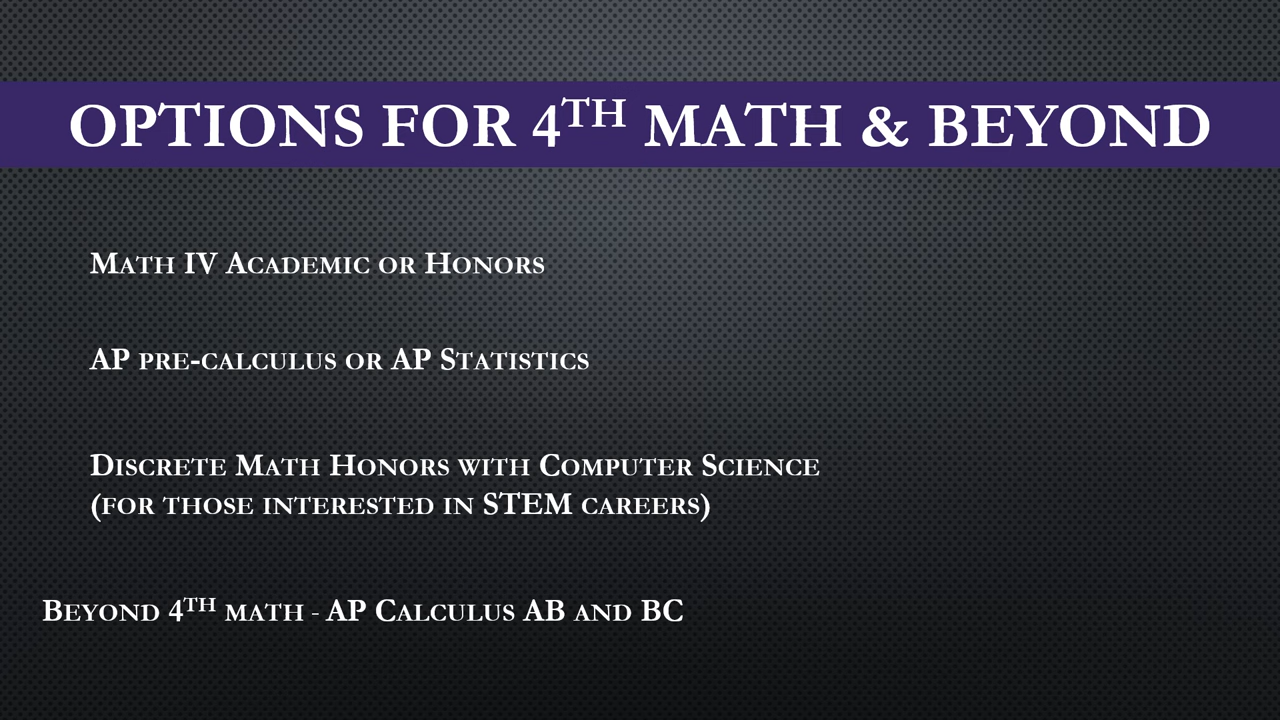 OPTIONS FOR 4TH MATH & BEYOND
Math IV Academic or Honors
AP pre-calculus or AP Statistics
Discrete Math Honors with Computer Science
(for those interested in STEM careers)
Beyond 4th math - AP Calculus AB and BC